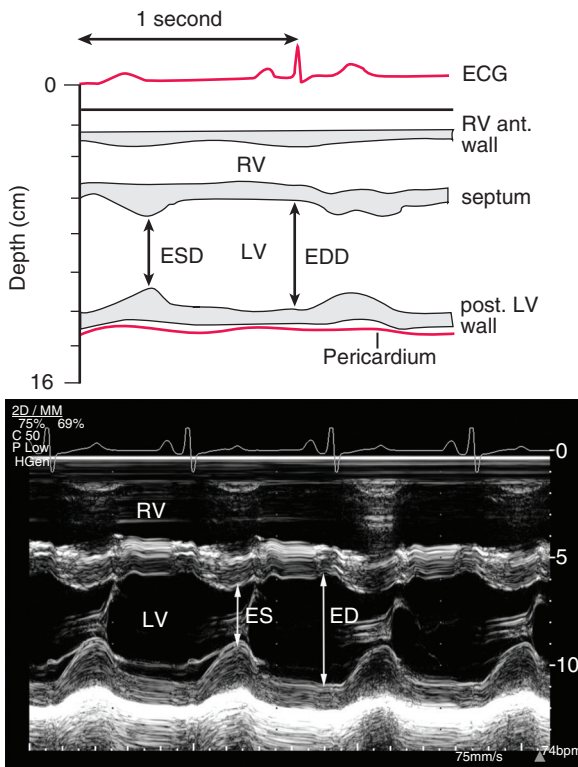 1 second
ECG
0
RV ant.
wall
RV
septum
Depth (cm)
ESD
LV
EDD
post. LV
wall
Pericardium
16
2D / MM
75% 69%
C 50
P Low
HGen
0
RV
5
LV
ES
ED
10
75mm/s
74bpm